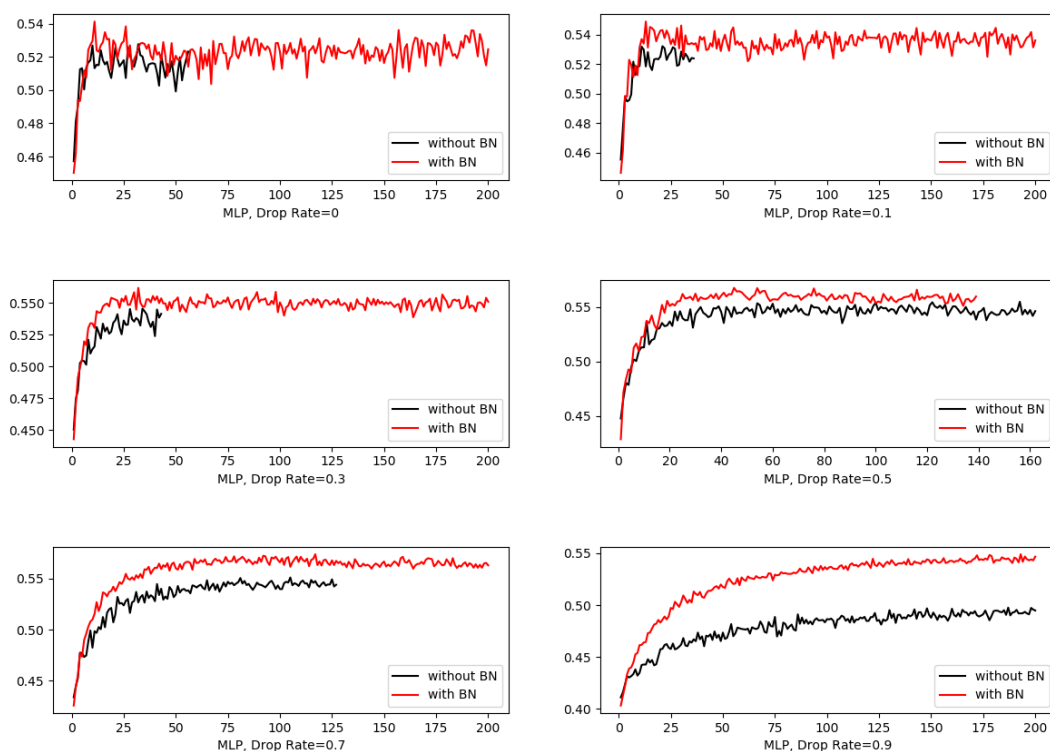 0.54
0.52
0.50
0.48
0.46
without BN
with BN
0 25 50 75 100 125 150 175 200
MLP, Drop Rate=0
0.54
0.52
0.50
0.48
0.46
without BN
with BN
0 25 50 75 100 125 150 175 200
MLP, Drop Rate=0.1
0.550
0.525
0.500
0.475
0.450
without BN
with BN
0 25 50 75 100 125 150 175 200
MLP, Drop Rate=0.3
0.55
0.50
0.45
without BN
with BN
0 20 40 60 80 100 120 140 160
MLP, Drop Rate=0.5
0.55
0.50
0.45
without BN
with BN
0 25 50 75 100 125 150 175 200
MLP, Drop Rate=0.7
0.55
0.50
0.45
0.40
without BN
with BN
0 25 50 75 100 125 150 175 200
MLP, Drop Rate=0.9